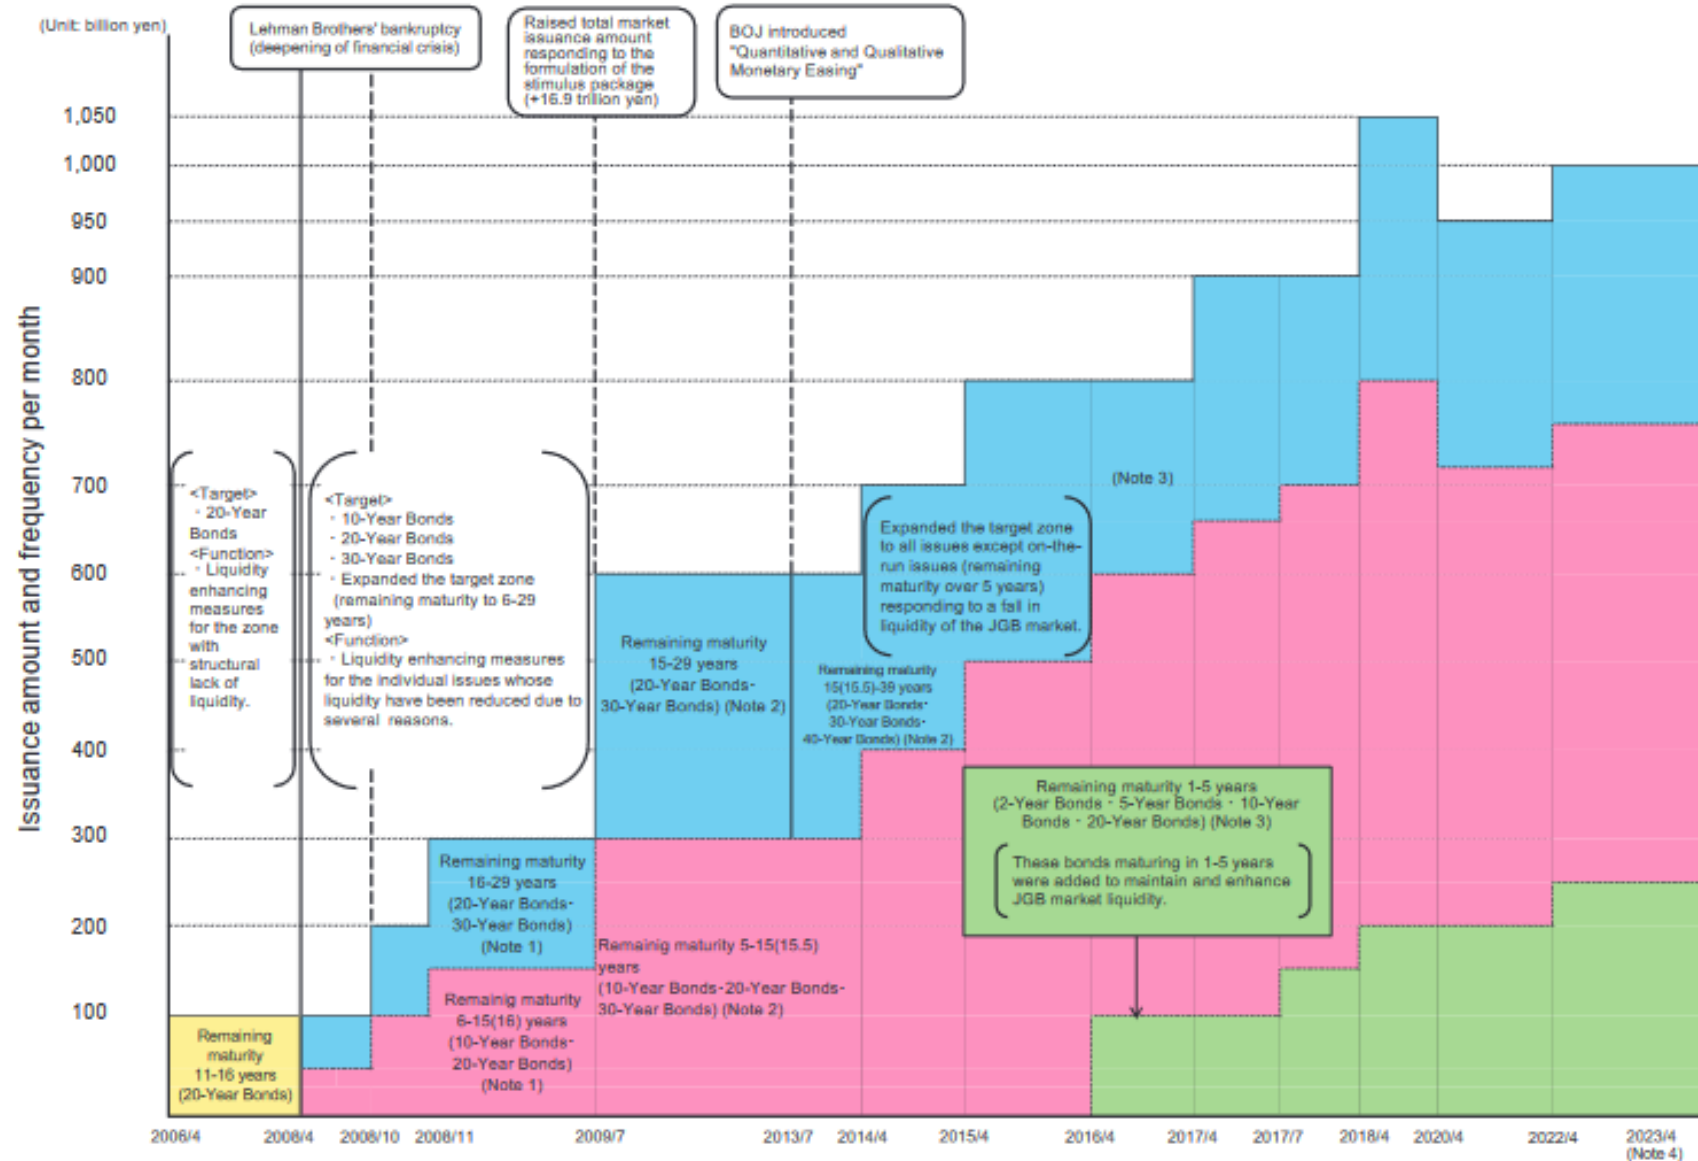 (Unit: billion yen)
Lehman Brothers' bankruptcy
(deepening of financial crisis)
Raised total market
issuance amount
responding to the
formulation of the
stimulus package
(+16.9 trillion yen)
BOJ introduced
"Quantitative and Qualitative
Monetary Easing"
Issuance amount and frequency per month
1,050
1,000
950
900
800
700
600
500
400
300
200
100
<Target>
・20-Year
Bonds
<Function>
・Liquidity
enhancing
measures
for the zone
with
structural
lack of
liquidity.
<Target>
・10-Year Bonds
・20-Year Bonds
・30-Year Bonds
・Expanded the target zone
(remaining maturity to 6-29
years)
<Function>
・Liquidity enhancing measures
for the individual issues whose
liquidity have been reduced due to
several reasons.
Remaining maturity
15-29 years
(20-Year Bonds・
30-Year Bonds) (Note 2)
Remaining maturity
15(15.5)-39 years
(20-Year Bonds・
30-Year Bonds・
40-Year Bonds) (Note 2)
Expanded the target zone
to all issues except on-the-
run issues (remaining
maturity over 5 years)
responding to a fall in
liquidity of the JGB market.
(Note 3)
Remaining maturity 1-5 years
(2-Year Bonds・5-Year Bonds・10-Year
Bonds・20-Year Bonds) (Note 3)
These bonds maturing in 1-5 years
were added to maintain and enhance
JGB market liquidity.
Remaining maturity
16-29 years
(20-Year Bonds・
30-Year Bonds)
(Note 1)
Remainig maturity
6-15(16) years
(10-Year Bonds・
20-Year Bonds)
(Note 1)
Remainig maturity 5-15(15.5)
years
(10-Year Bonds・20-Year Bonds・
30-Year Bonds) (Note 2)
Remaining
maturity
11-16 years
(20-Year Bonds)
2006/4
2008/4
2008/10
2008/11
2009/7
2013/7
2014/4
2015/4
2016/4
2017/4
2017/7
2018/4
2020/4
2022/4
2023/4
(Note 4)